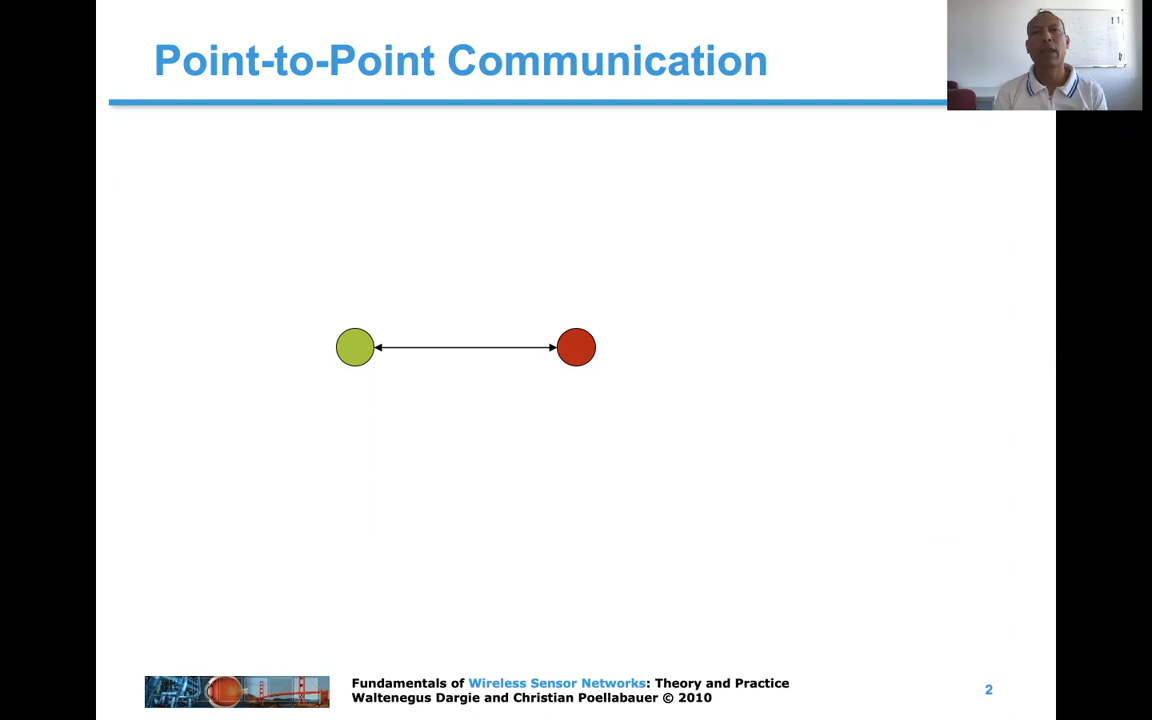 Point-to-Point Communication
Fundamentals of Wireless Sensor Networks: Theory and Practice
Waltenegus Dargie and Christian Poellabauer © 2010
2